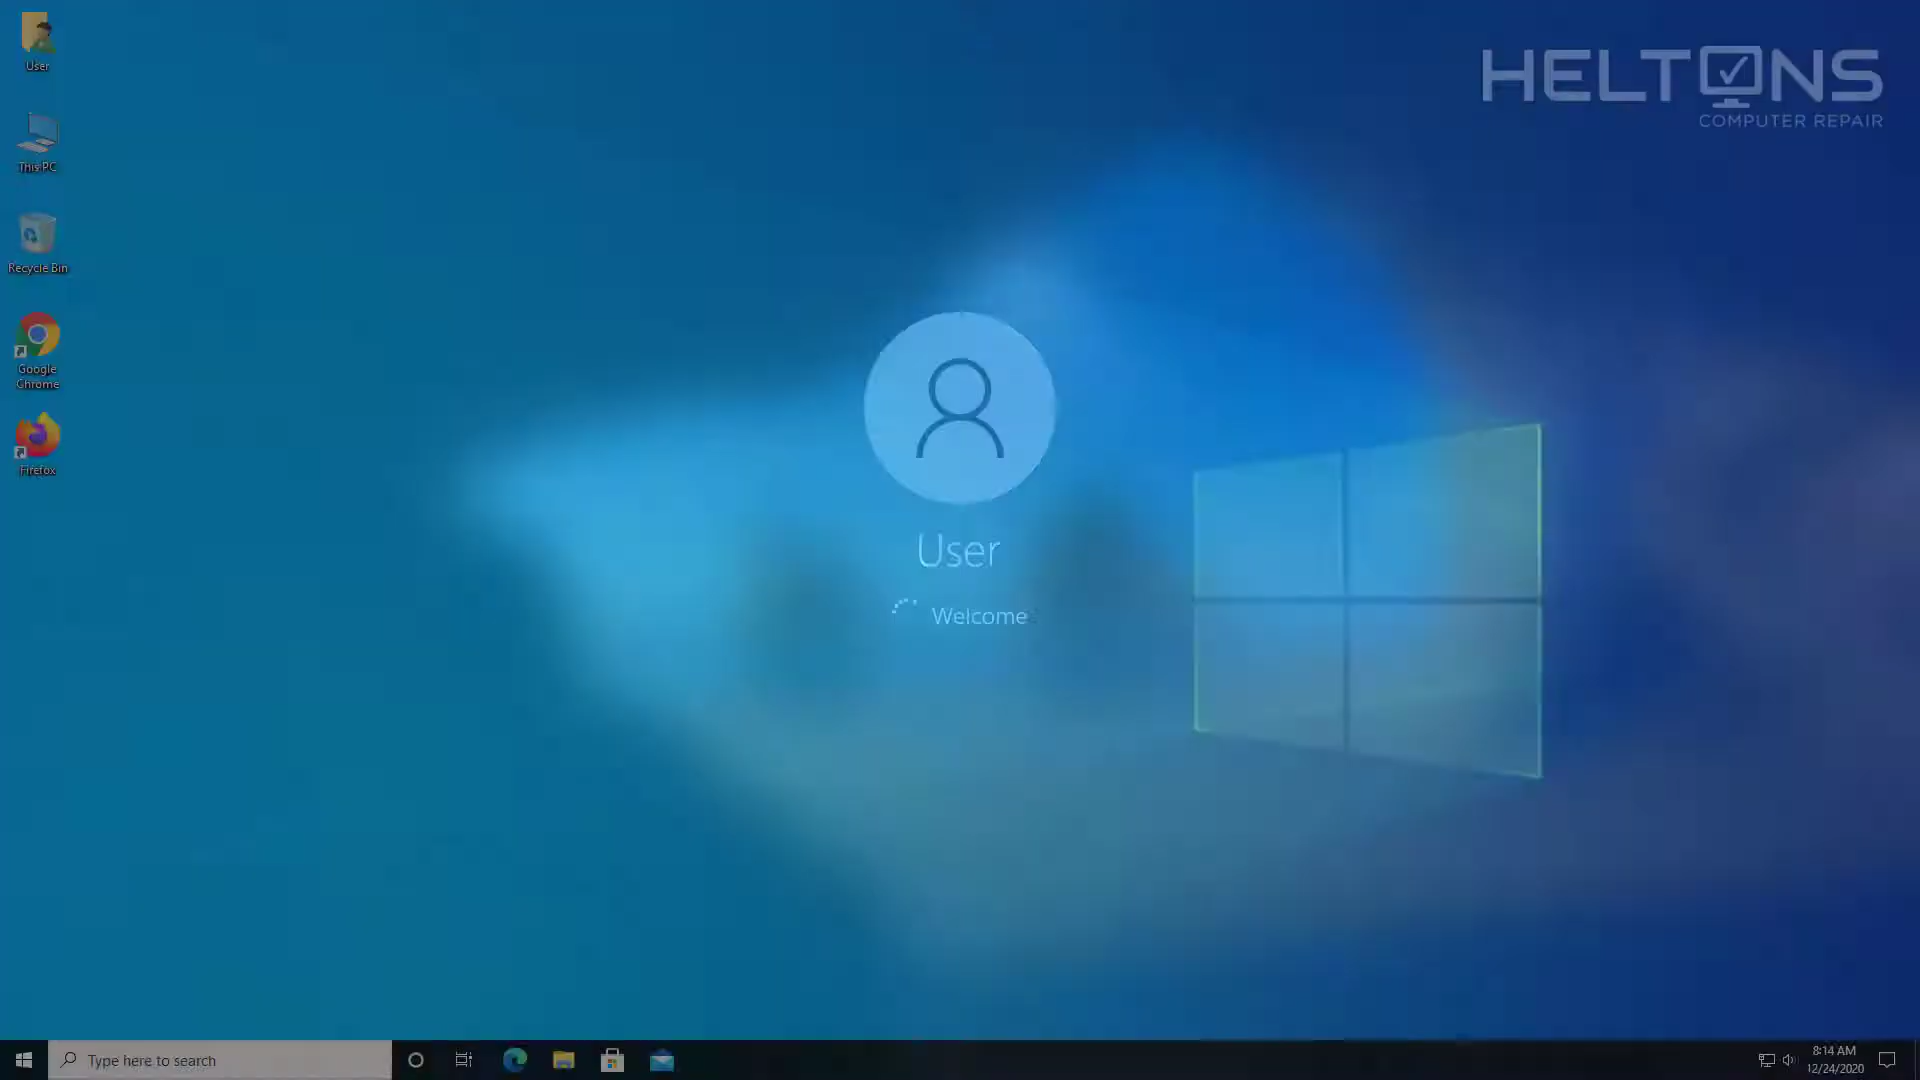 User
This PC
Recycle Bin
Google
Chrome
Firefox
HELTONS
COMPUTER REPAIR
User
Welcome
Type here to search
8:14 AM
12/24/2020